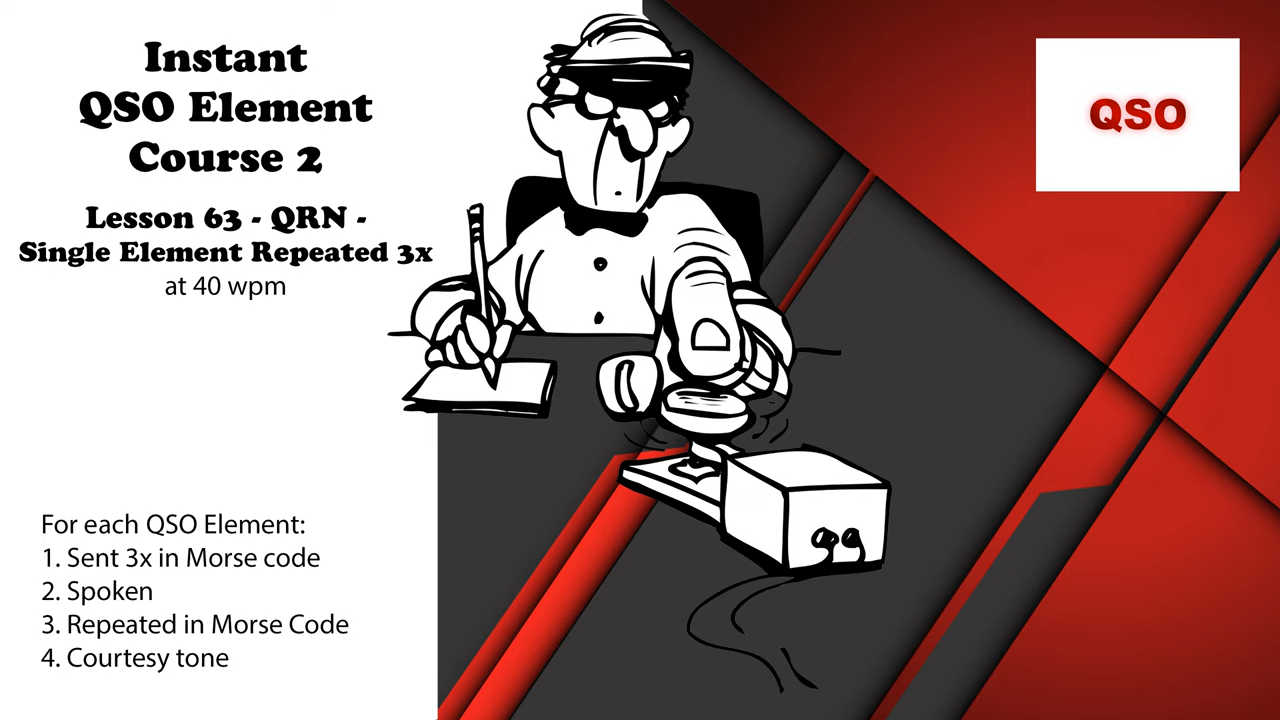 Instant
QSO Element
Course 2
Lesson 63 - QRN -
Single Element Repeated 3x
at 40 wpm
QSO
For each QSO Element:
1. Sent 3x in Morse code
2. Spoken
3. Repeated in Morse Code
4. Courtesy tone